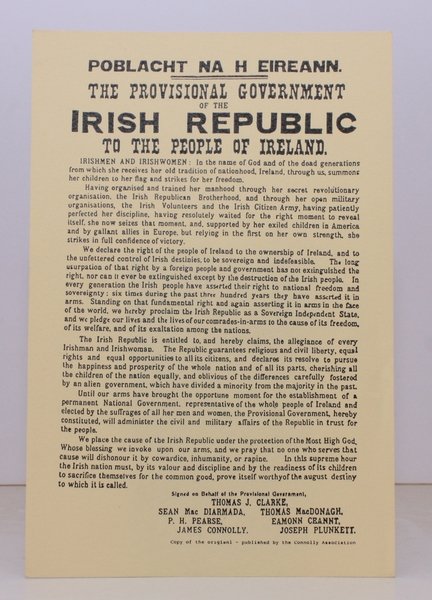 POBLACHT NA H EIREANN.
THE PROVISIONAL GOVERNMENT
OF THE
IRISH REPUBLIC
TO THE PEOPLE OF IRELAND.
IRISHMEN AND IRISHWOMEN: In the name of God and of the dead generations
from which she receives her old tradition of nationhood, Ireland, through us, summons
her children to her flag and strikes for her freedom.
Having organised and trained her manhood through her secret revolutionary
organisation, the Irish Republican Brotherhood, and through her open military
organisations, the Irish Volunteers and the Irish Citizen Army, having patiently
perfected her discipline, having resolutely waited for the right moment to reveal
itself, she now seizes that moment, and, supported by her exiled children in America
and by gallant allies in Europe, but relying in the first on her own strength, she
strikes in full confidence of victory.
We declare the right of the people of Ireland to the ownership of Ireland, and to
the unfettered control of Irish destinies, to be sovereign and indefeasible. The long
usurpation of that right by a foreign people and government has not extinguished the
right, nor can it ever be extinguished except by the destruction of the Irish people. In
every generation the Irish people have asserted their right to national freedom and
sovereignty: six times during the past three hundred years they have asserted it in
arms. Standing on that fundamental right and again asserting it in arms in the face
of the world, we hereby proclaim the Irish Republic as a Sovereign Independent State,
and we pledge our lives and the lives of our comrades-in-arms to the cause of its freedom,
of its welfare, and of its exaltation among the nations.
The Irish Republic is entitled to, and hereby claims, the allegiance of every
Irishman and Irishwoman. The Republic guarantees religious and civil liberty, equal
rights and equal opportunities to all its citizens, and declares its resolve to pursue
the happiness and prosperity of the whole nation and of all its parts, cherishing all
the children of the nation equally, and oblivious of the differences carefully fostered
by an alien government, which have divided a minority from the majority in the past.
Until our arms have brought the opportune moment for the establishment of a
permanent National Government, representative of the whole people of Ireland and
elected by the suffrages of all her men and women, the Provisional Government, hereby
constituted, will administer the civil and military affairs of the Republic in trust for
the people.
We place the cause of the Irish Republic under the protection of the Most High God,
Whose blessing we invoke upon our arms, and we pray that no one who serves that
cause will dishonour it by cowardice, inhumanity, or rapine. In this supreme hour
the Irish nation must, by its valour and discipline and by the readiness of its children
to sacrifice themselves for the common good, prove itself worthy of the august destiny
to which it is called.
Signed on Behalf of the Provisional Government,
THOMAS J. CLARKE,
SEAN Mac DIARMADA, THOMAS MacDONAGH,
P. H. PEARSE, EAMONN CEANNT,
JAMES CONNOLLY. JOSEPH PLUNKETT.
Copy of the original - published by the Connolly Association